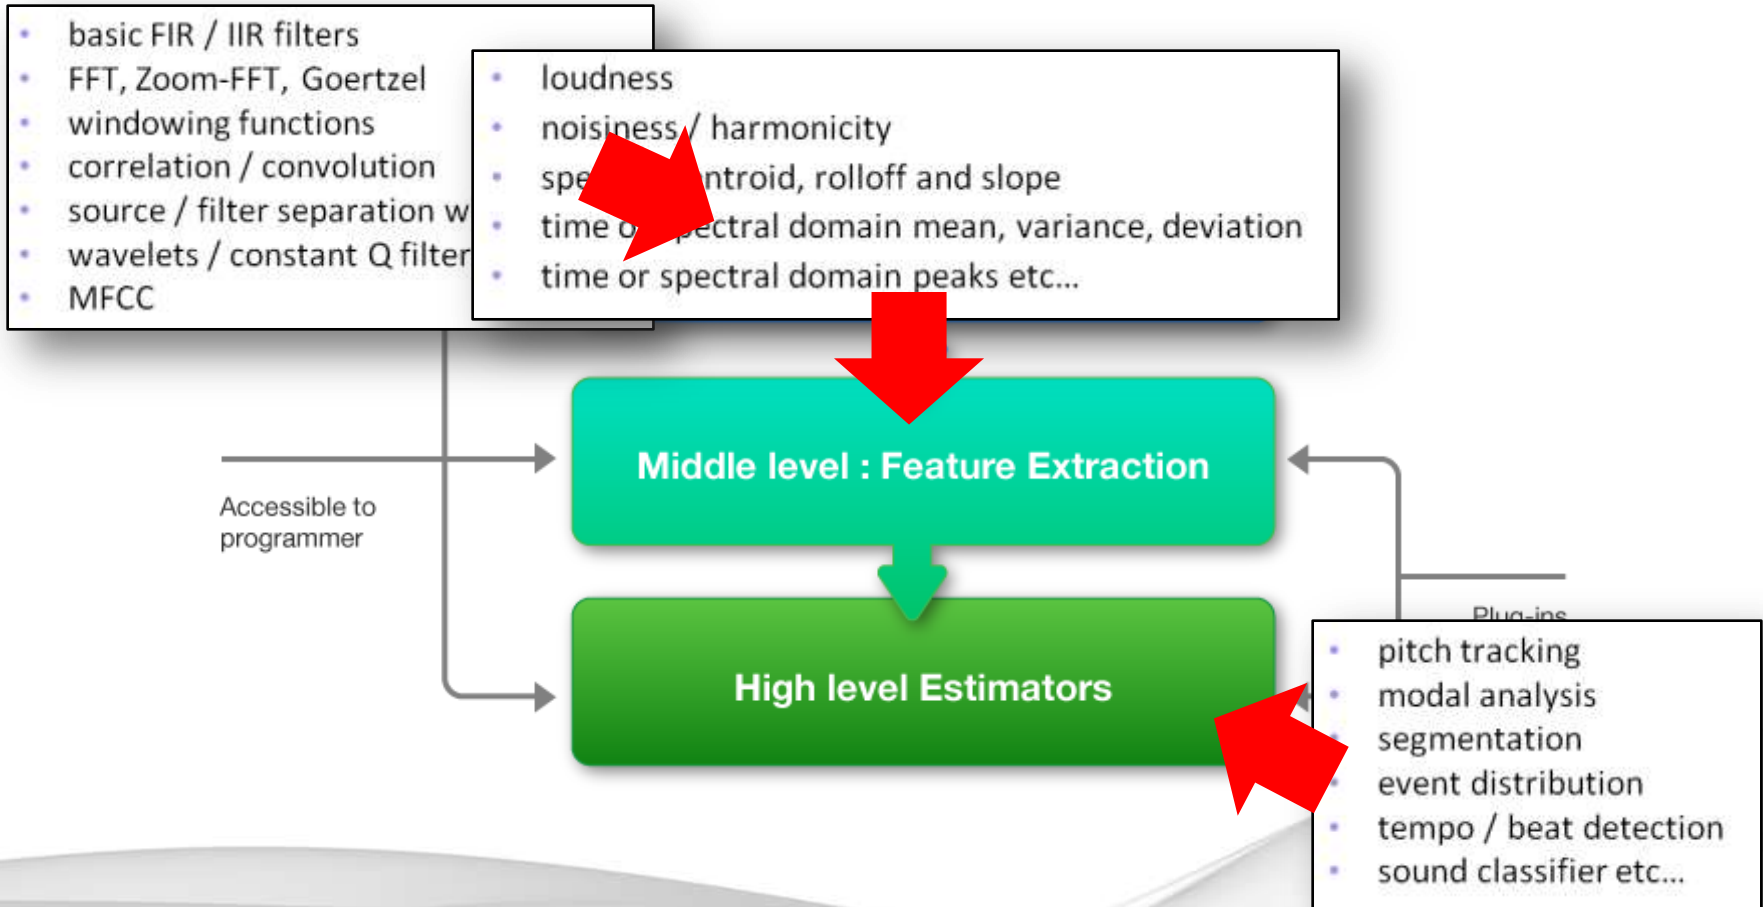 basic FIR / IIR filters
FFT, Zoom-FFT, Goertzel
windowing functions
correlation / convolution
source / filter separation
wavelets / constant Q filter
MFCC
loudness
noisiness / harmonicity
rolloff and slope
time domain mean, variance, deviation
time or spectral domain peaks etc...
Middle level : Feature Extraction
Accessible to
programmer
High level Estimators
Plug-ins
pitch tracking
modal analysis
segmentation
event distribution
tempo / beat detection
sound classifier etc...